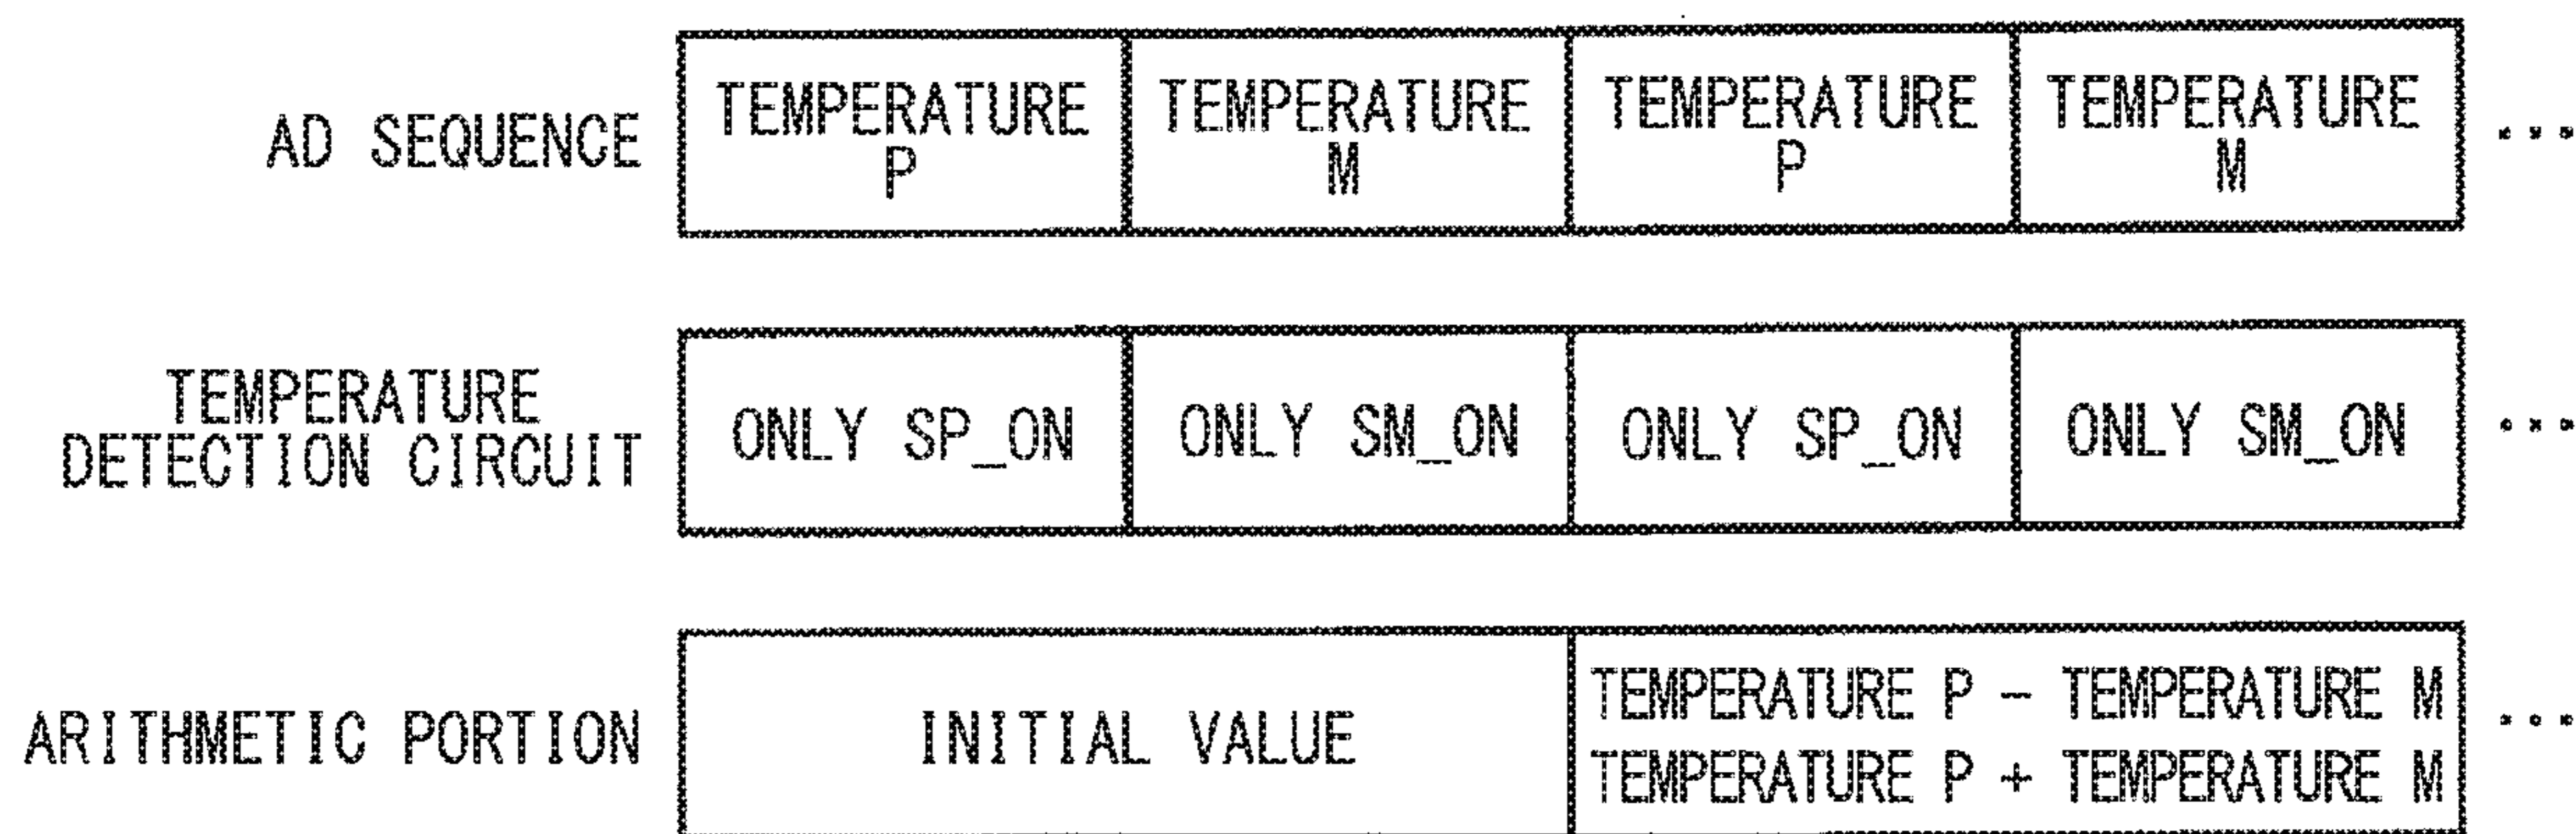 AD SEQUENCE
TEMPERATURE
P
TEMPERATURE
M
TEMPERATURE
P
TEMPERATURE
M
...
TEMPERATURE
DETECTION CIRCUIT
ONLY SP_ON
ONLY SM_ON
ONLY SP_ON
ONLY SM_ON
...
ARITHMETIC PORTION
INITIAL VALUE
TEMPERATURE P - TEMPERATURE M
TEMPERATURE P + TEMPERATURE M
...